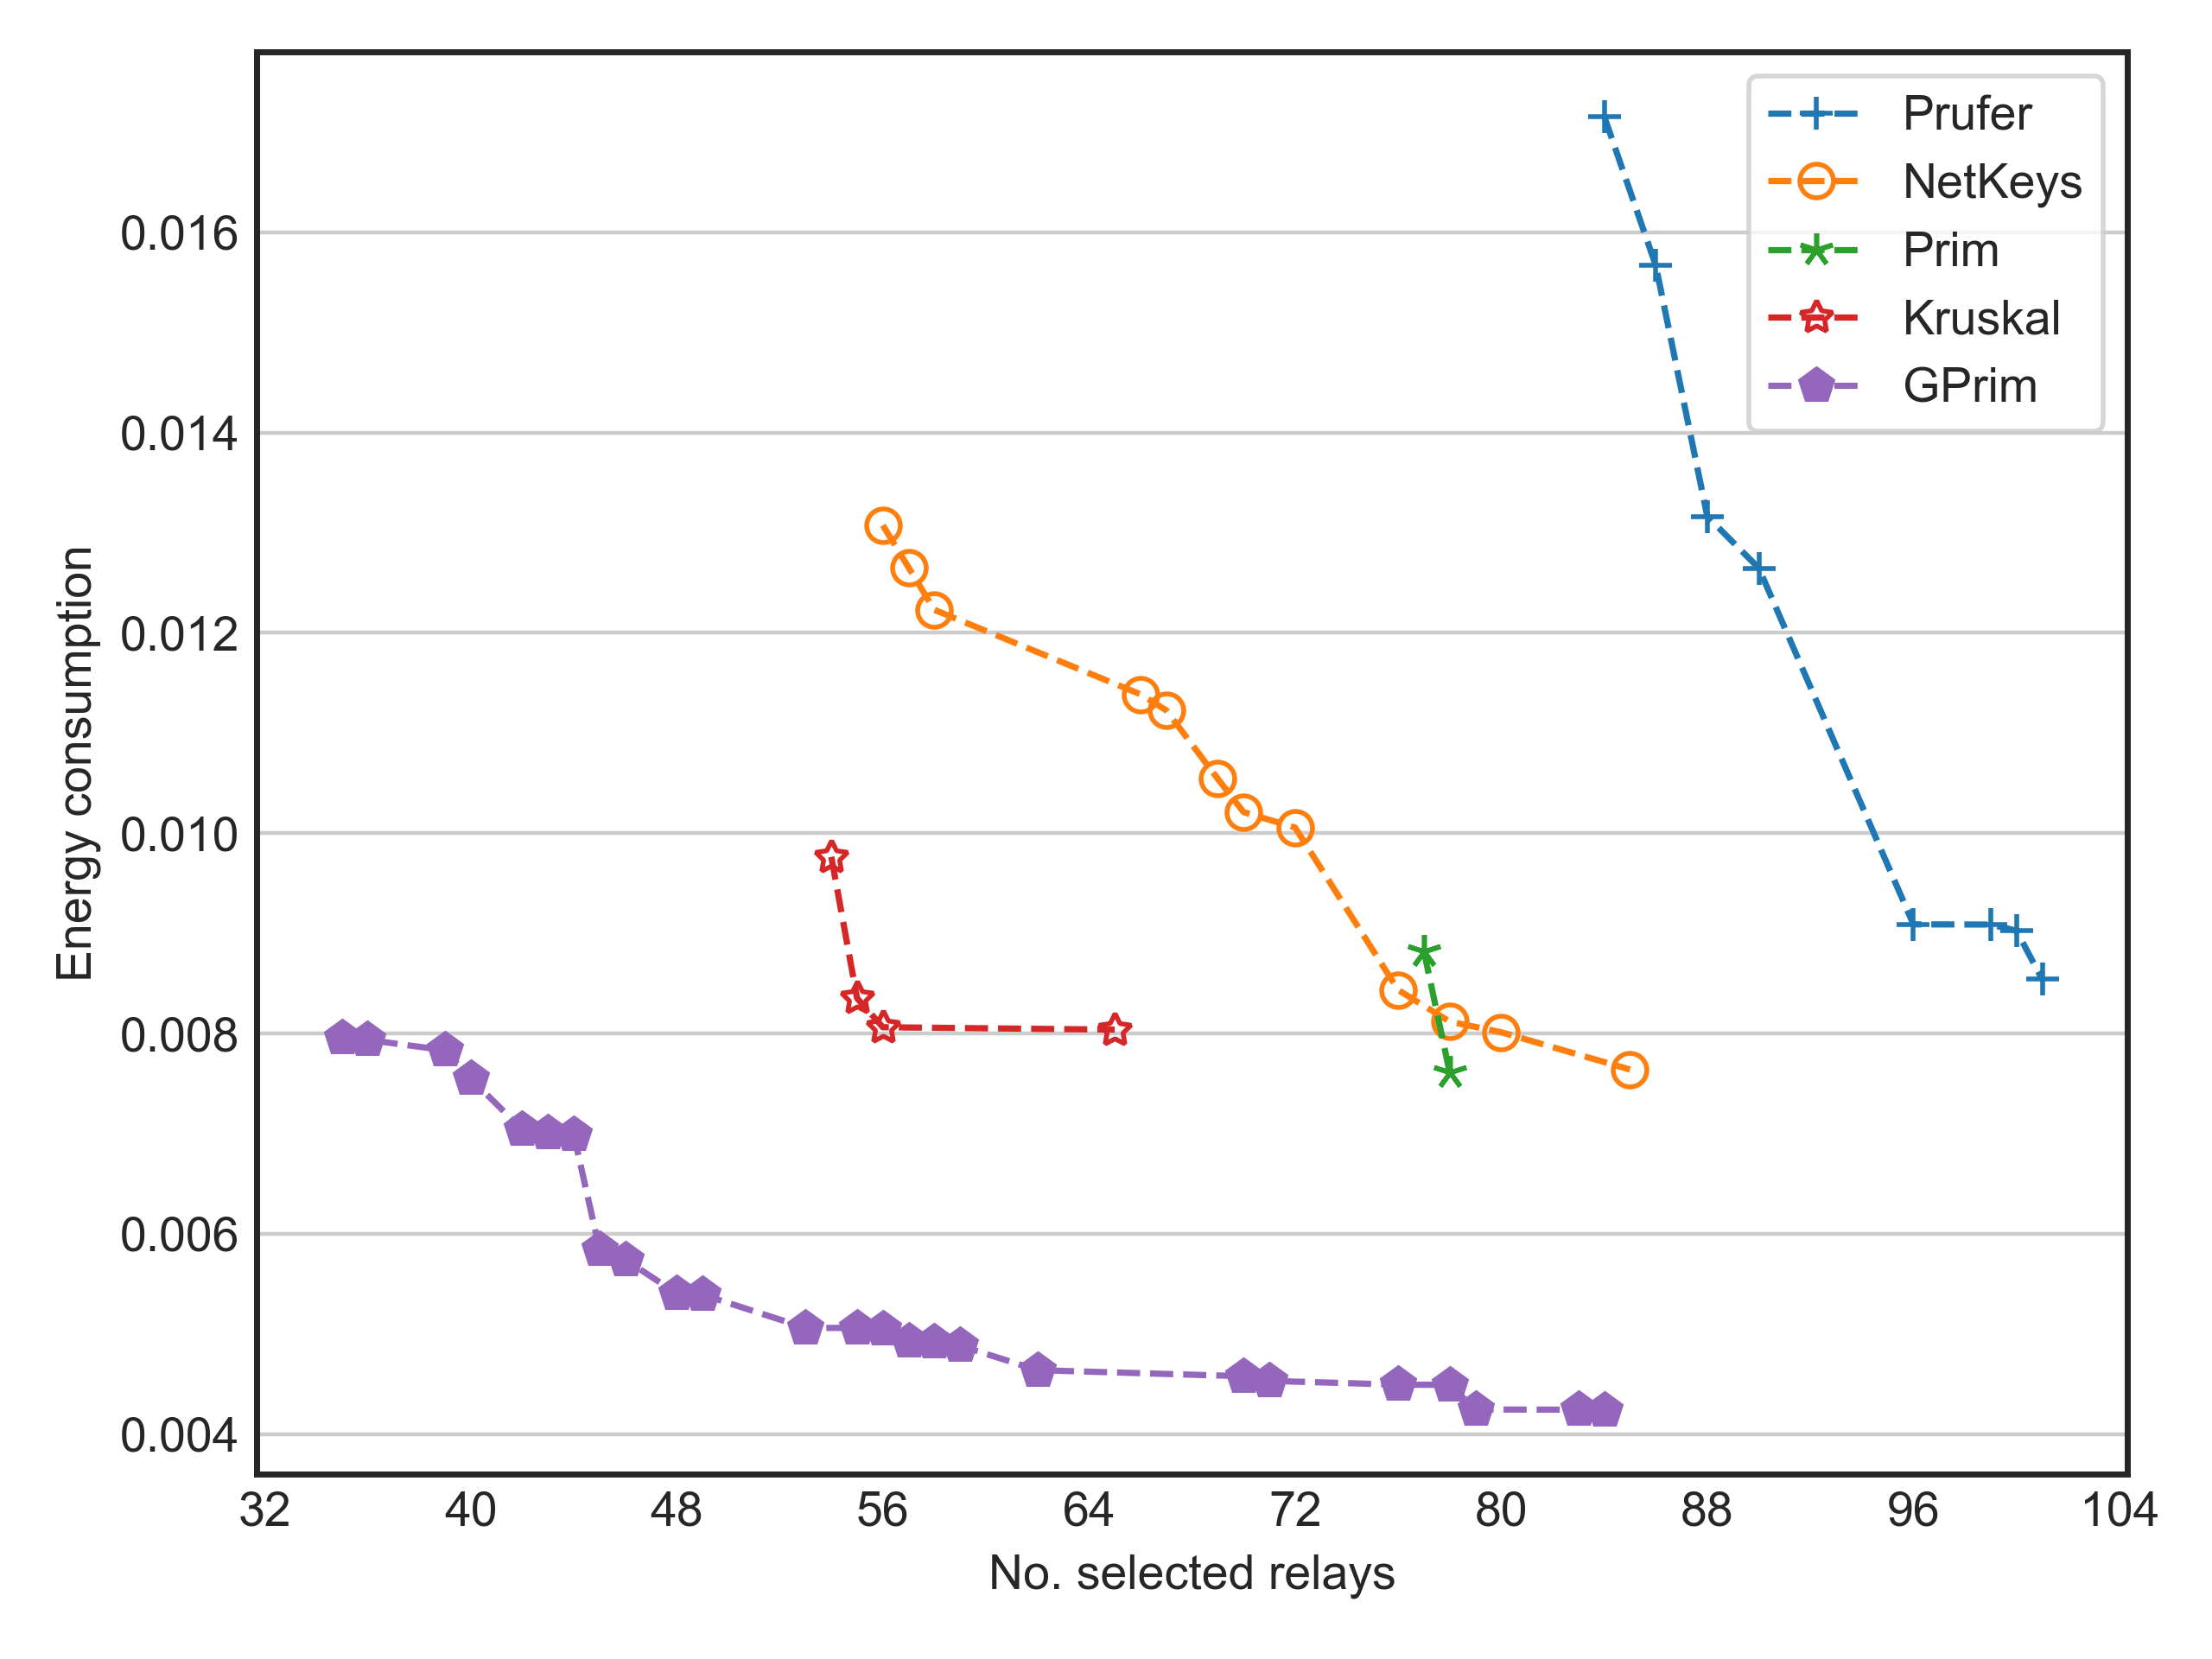 Prufer
NetKeys
Prim
Kruskal
GPrim
0.016
0.014
0.012
0.010
0.008
0.006
0.004
Energy consumption
32 40 48 56 64 72 80 88 96 104
No. selected relays